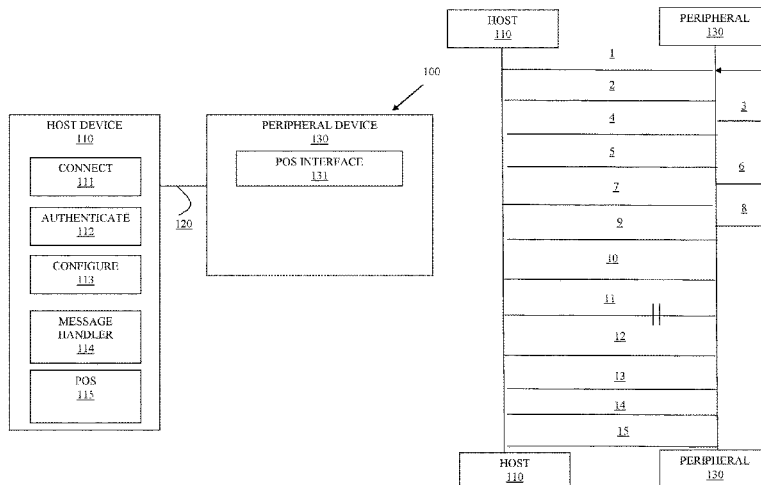 100
HOST DEVICE
110
CONNECT
111
AUTHENTICATE
112
CONFIGURE
113
MESSAGE
HANDLER
114
POS
115
120
PERIPHERAL DEVICE
130
POS INTERFACE
131
HOST
110
PERIPHERAL
130
1
2
3
4
5
6
7
8
9
10
11
12
13
14
15
HOST
110
PERIPHERAL
130